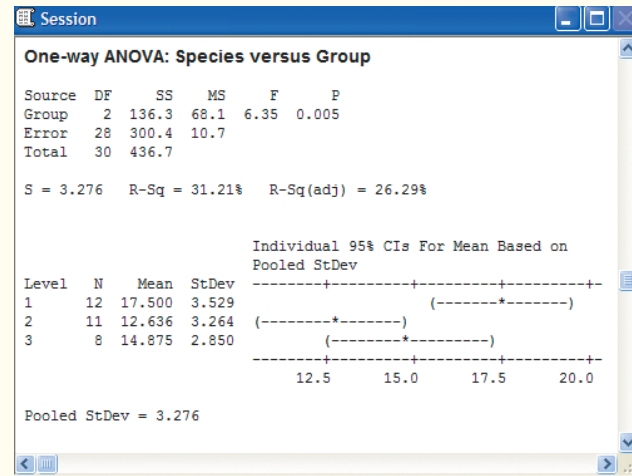 Session
One-way ANOVA: Species versus Group
Source  DF     SS    MS     F      P
Group    2  136.3  68.1  6.35  0.005
Error   28  300.4  10.7
Total   30  436.7
S = 3.276   R-Sq = 31.21%   R-Sq(adj) = 26.29%
Individual 95% CIs For Mean Based on
Pooled StDev
Level   N    Mean  StDev  --------+---------+---------+---------+-
1      12  17.500  3.529                      (-------*-------)
2      11  12.636  3.264  (--------*-------)
3       8  14.875  2.850          (--------*---------)
--------+---------+---------+---------+-
12.5      15.0      17.5      20.0
Pooled StDev = 3.276